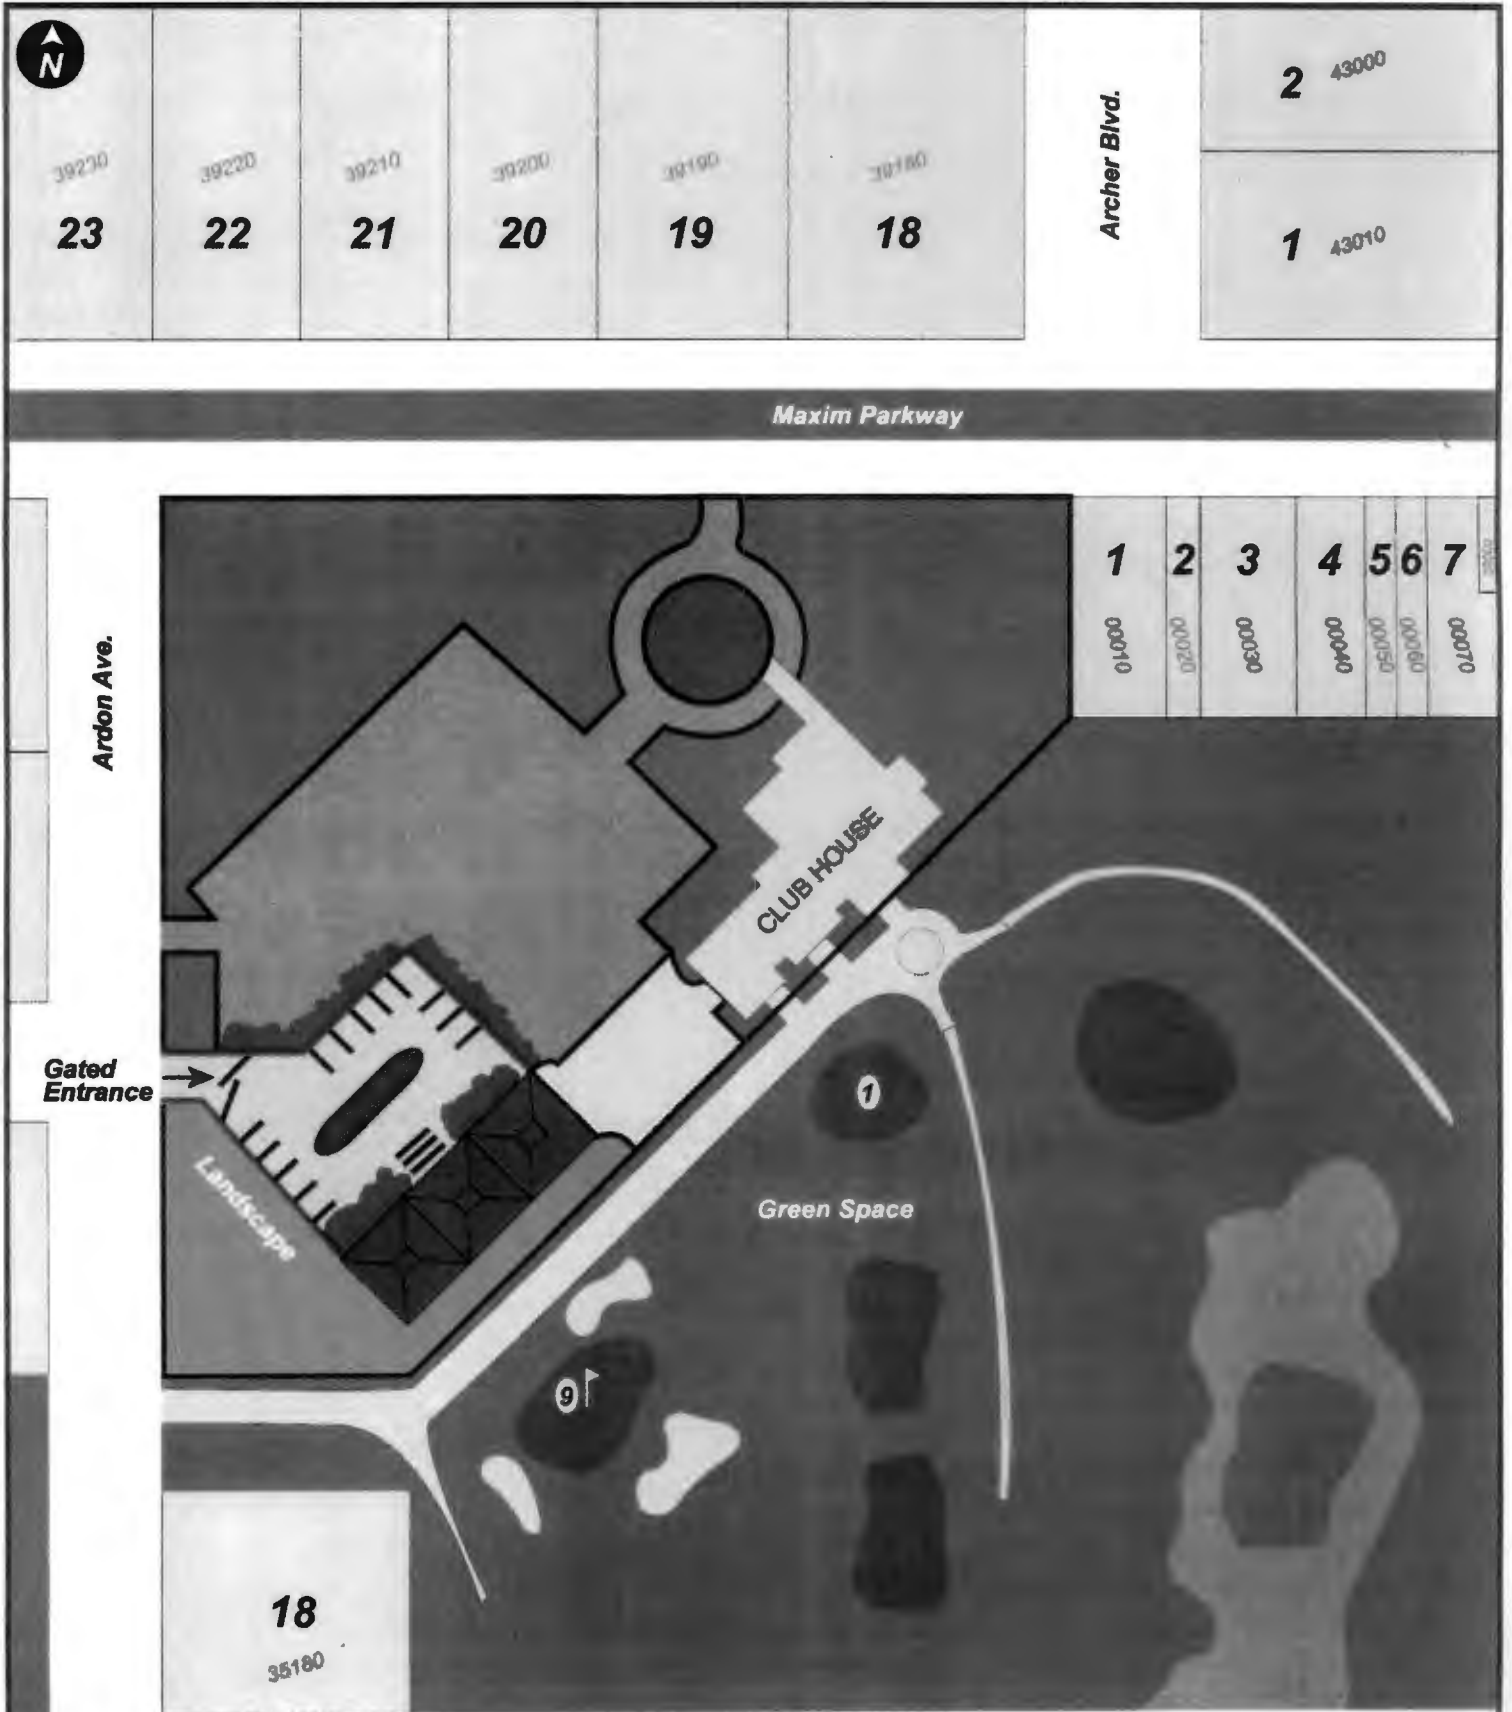 N
2 43000
39230 39220 39210 39200 39190 39180
Archer Blvd.
23 22 21 20 19 18
1 43010
Maxim Parkway
1 2 3 4 5 6 7
00010 00020 00030 00040 00050 00060 00070
Ardon Ave.
CLUB HOUSE
Gated
Entrance
1
Landscape
Green Space
9
18
35180